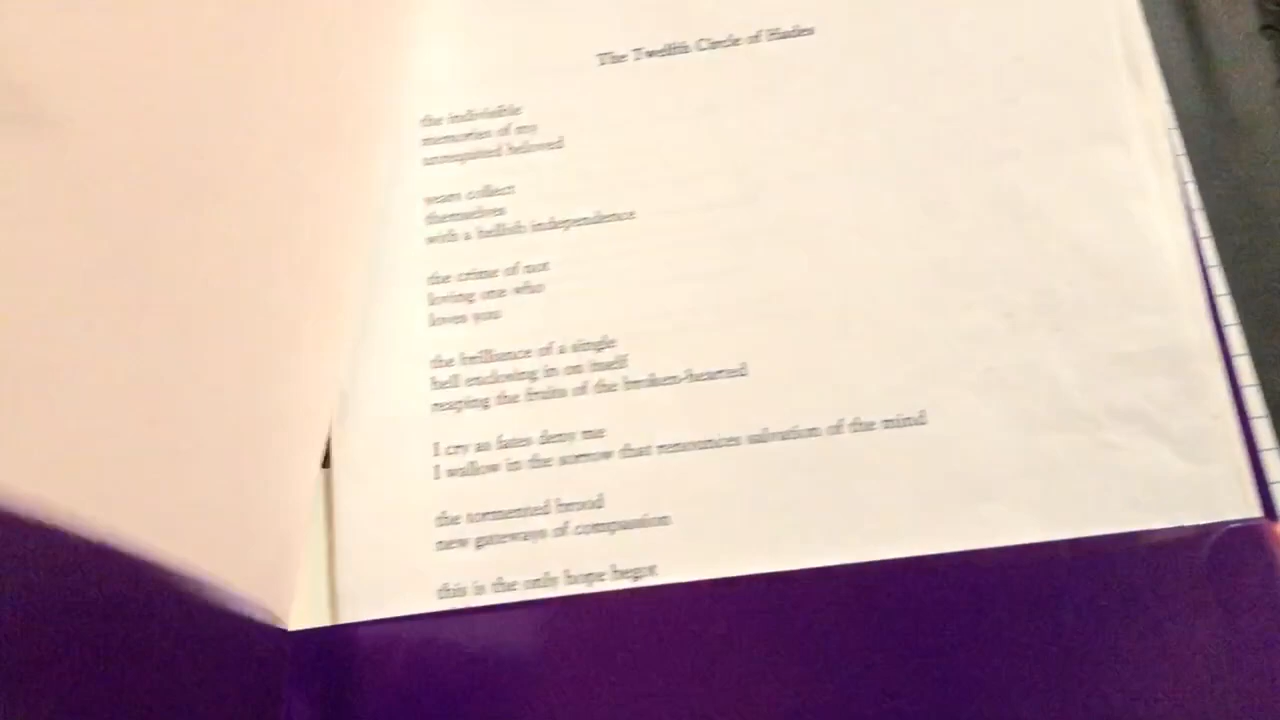 The Twelfth Circle of Hades
the indivisible
memories of my
unrequited beloved
years collect
themselves
with a hellish independence
the crime of not
loving one who
loves you
the brilliance of a single
hell enclosing in on itself
reaping the fruits of the broken-hearted
I cry as fates deny me
I wallow in the sorrow that renounces salvation of the mind
the tormented brood
new gateways of compassion
this is the only hope begot